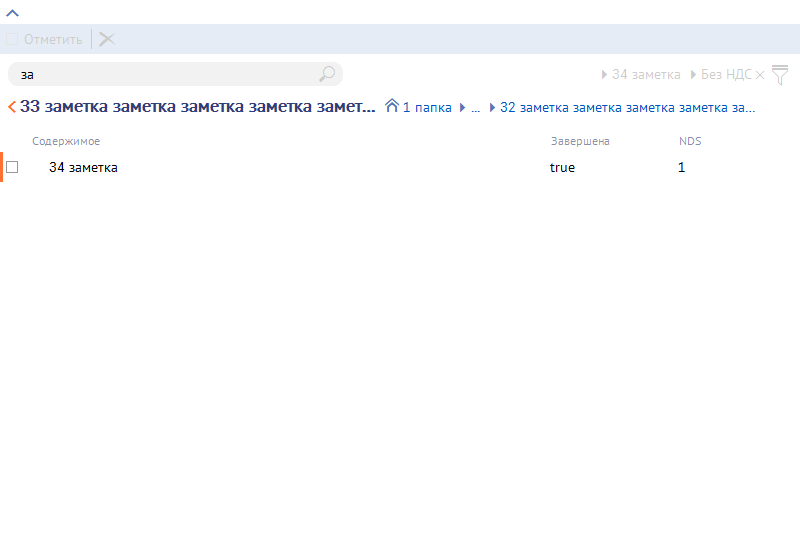 Отметить
за
34 заметка Без НДС
33 заметка заметка заметка заметка замет... 1 папка ... 32 заметка заметка заметка заметка за...
Содержимое Завершена NDS
34 заметка true 1